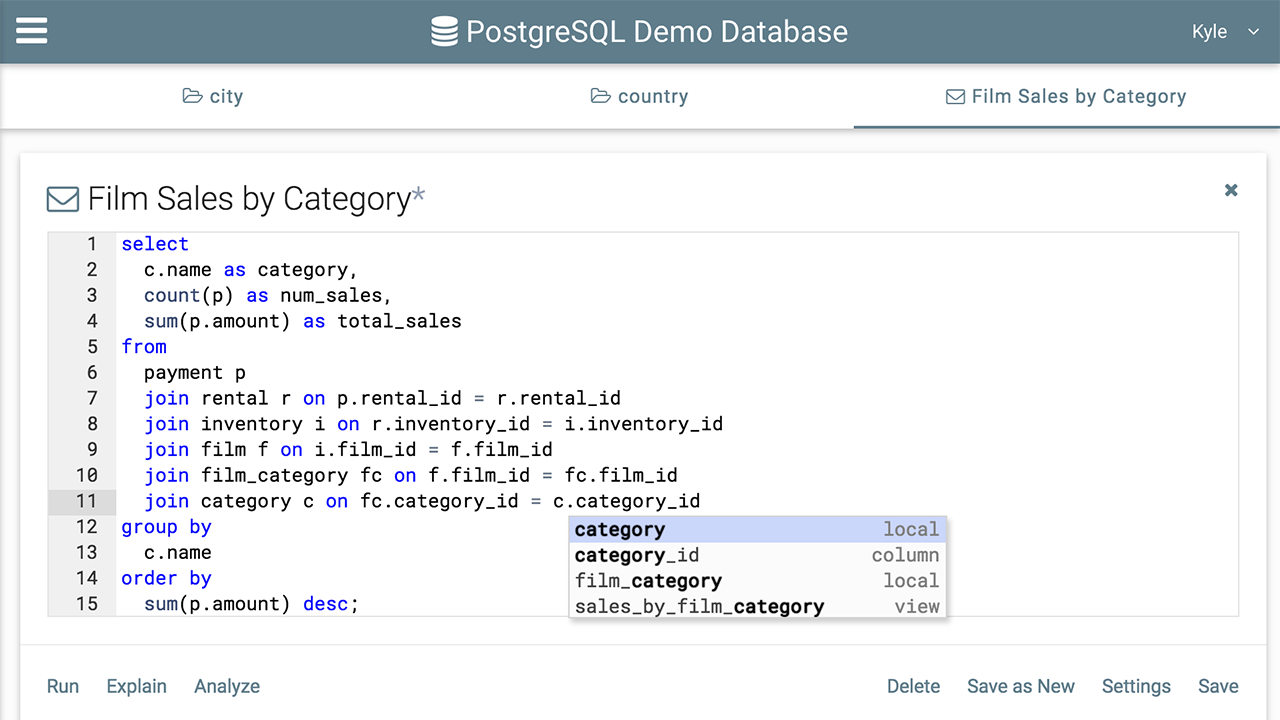 PostgreSQL Demo Database
Kyle
city
country
Film Sales by Category
Film Sales by Category*
1 select
2 c.name as category,
3 count(p) as num_sales,
4 sum(p.amount) as total_sales
5 from
6 payment p
7 join rental r on p.rental_id = r.rental_id
8 join inventory i on r.inventory_id = i.inventory_id
9 join film f on i.film_id = f.film_id
10 join film_category fc on f.film_id = fc.film_id
11 join category c on fc.category_id = c.category_id
12 group by
13 c.name
14 order by
15 sum(p.amount) desc;
category local
category_id column
film_category local
sales_by_film_category view
Run Explain Analyze Delete Save as New Settings Save